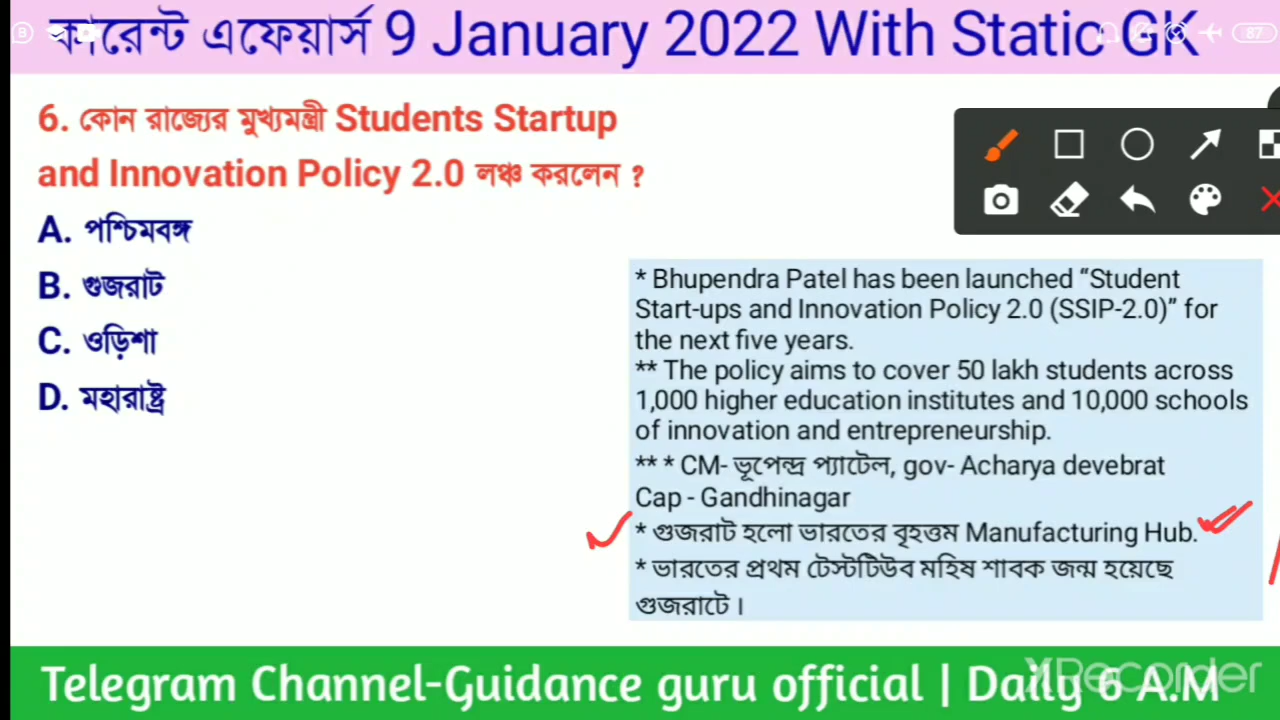 কারেন্ট এফেয়ার্স 9 January 2022 With Static GK
87
6. কোন রাজ্যের মুখ্যমন্ত্রী Students Startup
and Innovation Policy 2.0 লঞ্চ করলেন ?
A. পশ্চিমবঙ্গ
B. গুজরাট
C. ওড়িশা
D. মহারাষ্ট্র
* Bhupendra Patel has been launched “Student
Start-ups and Innovation Policy 2.0 (SSIP-2.0)” for
the next five years.
** The policy aims to cover 50 lakh students across
1,000 higher education institutes and 10,000 schools
of innovation and entrepreneurship.
** * CM- ভূপেন্দ্র প্যাটেল, gov- Acharya devebrat
Cap - Gandhinagar
* গুজরাট হলো ভারতের বৃহত্তম Manufacturing Hub.
* ভারতের প্রথম টেস্টটিউব মহিষ শাবক জন্ম হয়েছে
গুজরাটে ।
Telegram Channel-Guidance guru official | Daily 6 A.M
XRecorder